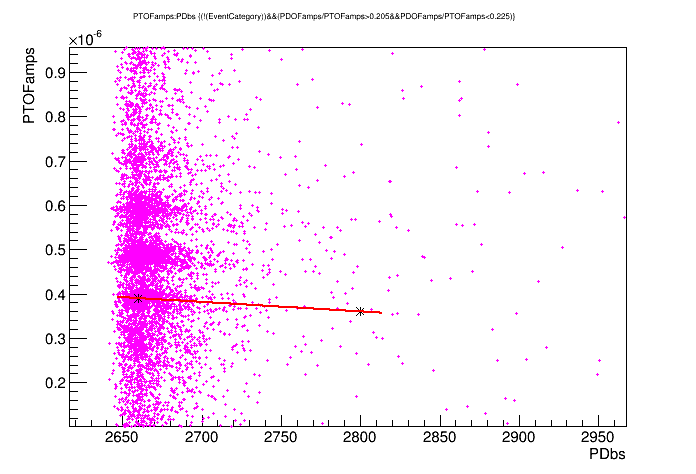 PTOFamps:PDbs {(!(EventCategory))&&(PDOFamps/PTOFamps>0.205&&PDOFamps/PTOFamps<0.225)}
×10⁻⁶
PTOFamps
0.9
0.8
0.7
0.6
0.5
0.4
0.3
0.2
2650 2700 2750 2800 2850 2900 2950
PDbs